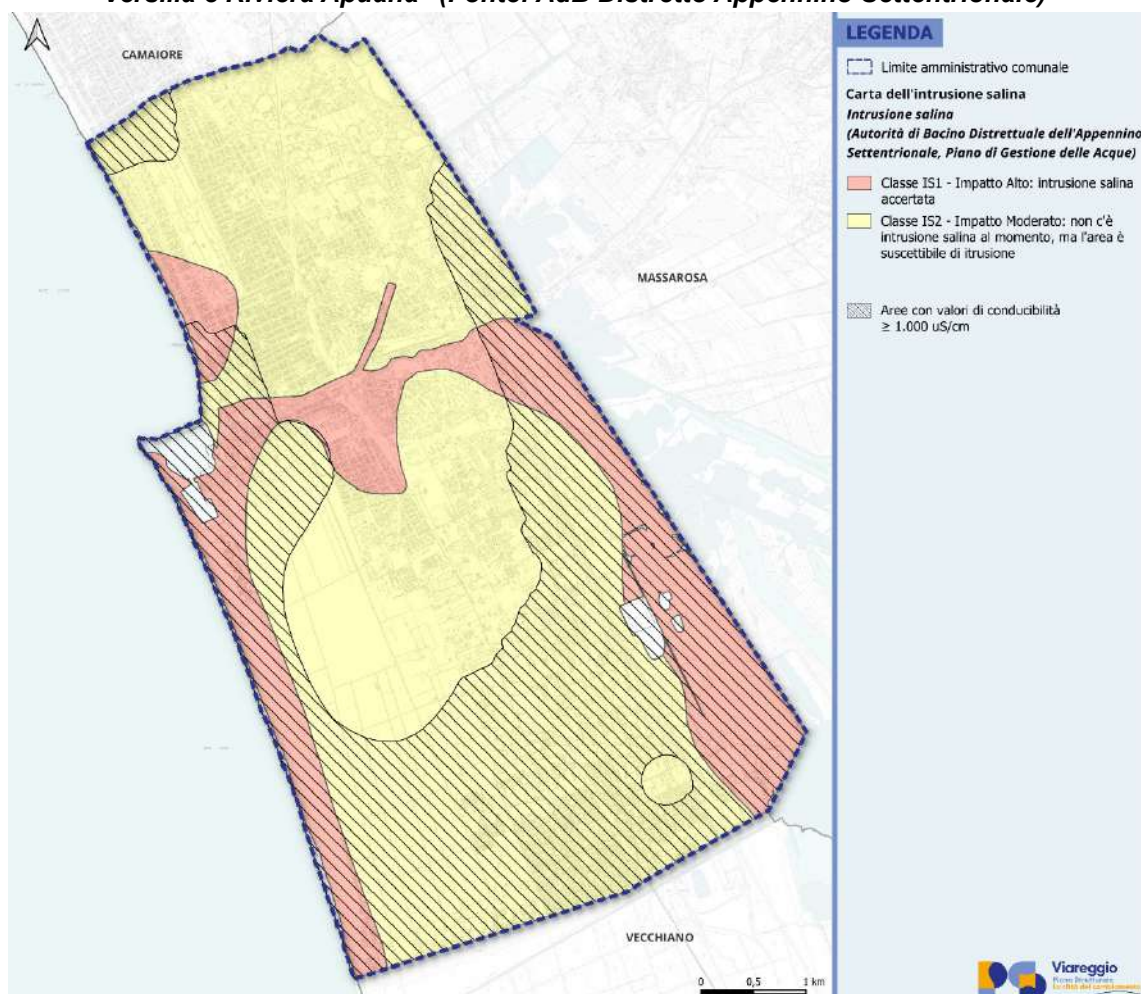 Versilia e Riviera Apuana" (Fonte: AdB Distretto Appennino Settentrionale)
CAMAIORE
MASSAROSA
VECCHIANO
0 0,5 1 km
LEGENDA
Limite amministrativo comunale
Carta dell'intrusione salina
Intrusione salina
(Autorità di Bacino Distrettuale dell'Appennino
Settentrionale, Piano di Gestione delle Acque)
Classe IS1 - Impatto Alto: intrusione salina
accertata
Classe IS2 - Impatto Moderato: non c'è
intrusione salina al momento, ma l'area è
suscettibile di itrusione
Aree con valori di conducibilità
≥ 1.000 uS/cm
Viareggio
Piano Strutturale